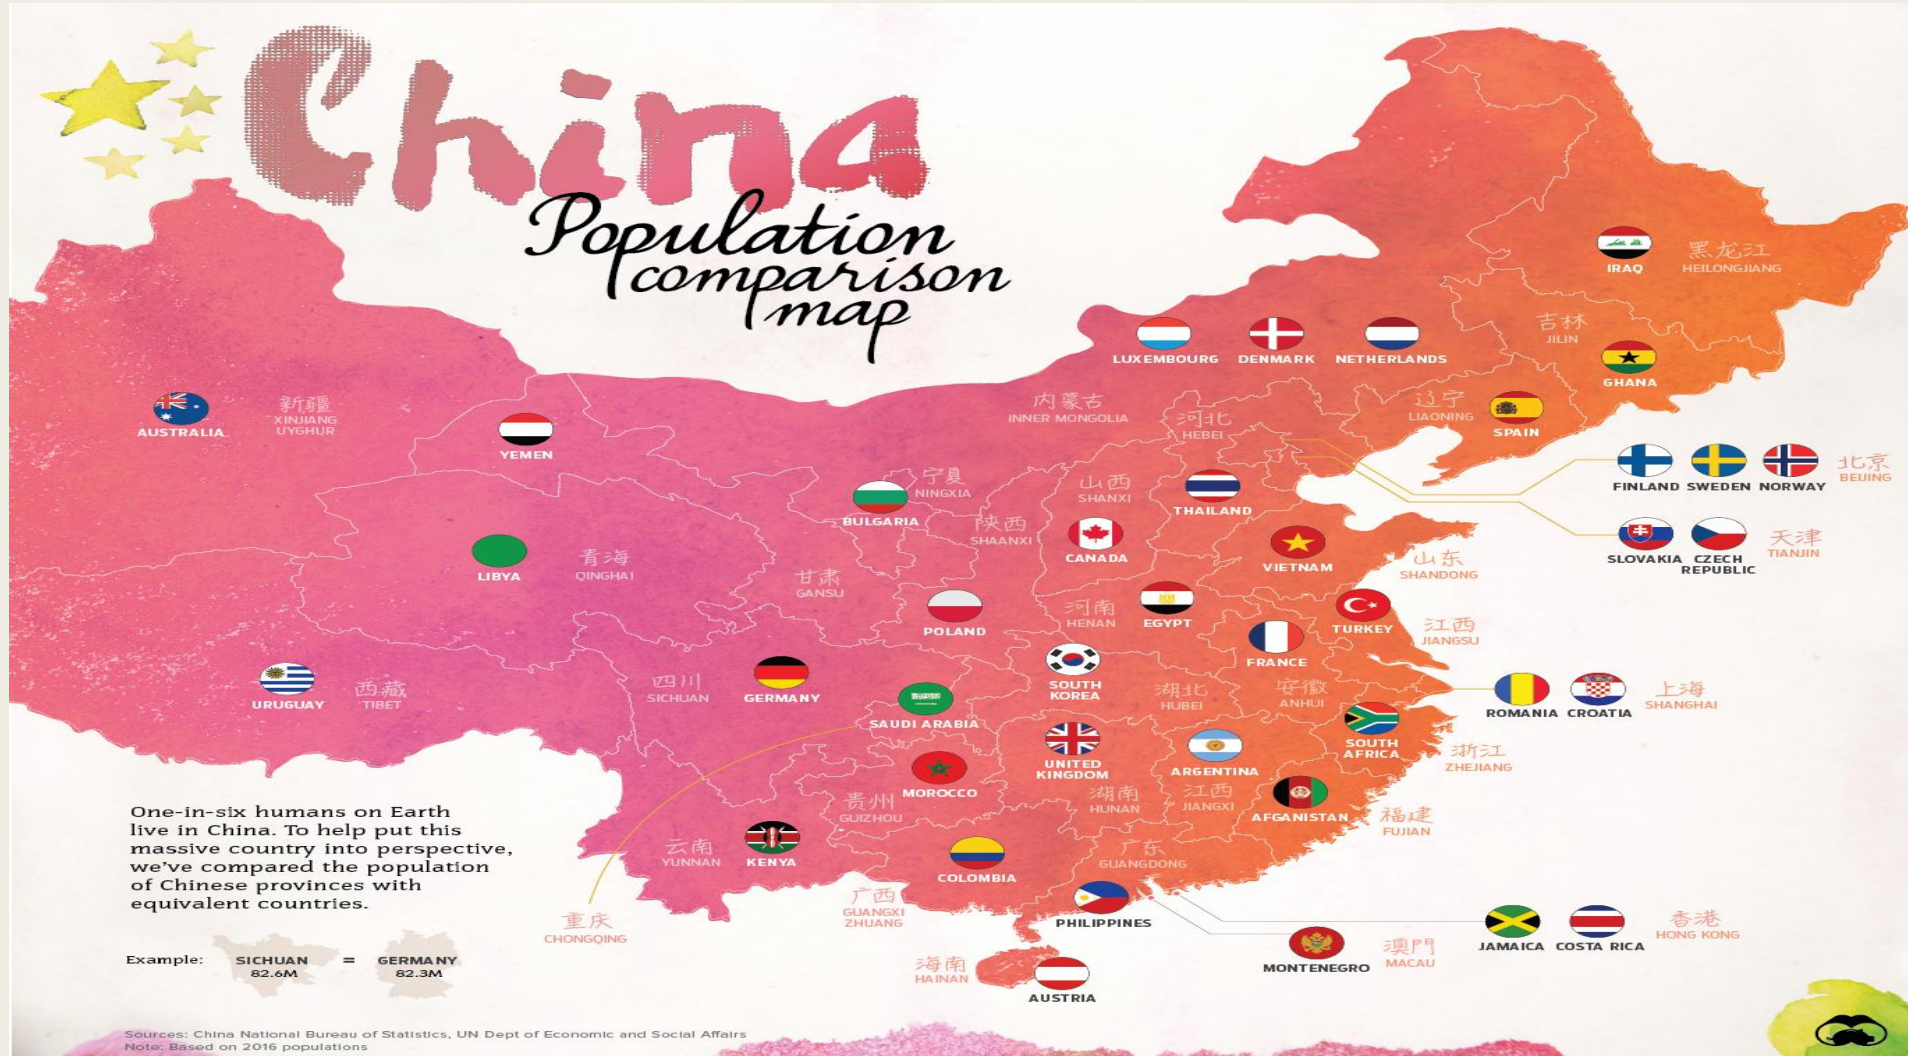 China
Population
comparison
map
IRAQ
黑龙江
HEILONGJIANG
吉林
JILIN
LUXEMBOURG
DENMARK
NETHERLANDS
GHANA
AUSTRALIA
新疆
XINJIANG
UYGHUR
YEMEN
内蒙古
INNER MONGOLIA
河北
HEBEI
辽宁
LIAONING
SPAIN
FINLAND
SWEDEN
NORWAY
北京
BEIJING
宁夏
NINGXIA
BULGARIA
山西
SHANXI
THAILAND
陕西
SHAANXI
CANADA
VIETNAM
山东
SHANDONG
SLOVAKIA
CZECH
REPUBLIC
天津
TIANJIN
LIBYA
青海
QINGHAI
甘肃
GANSU
POLAND
河南
HENAN
EGYPT
TURKEY
江西
JIANGSU
FRANCE
URUGUAY
西藏
TIBET
四川
SICHUAN
GERMANY
SAUDI ARABIA
SOUTH
KOREA
湖北
HUBEI
安徽
ANHUI
ROMANIA
CROATIA
上海
SHANGHAI
SOUTH
AFRICA
浙江
ZHEJIANG
UNITED
KINGDOM
ARGENTINA
MOROCCO
贵州
GUIZHOU
湖南
HUNAN
江西
JIANGXI
AFGANISTAN
福建
FUJIAN
云南
YUNNAN
KENYA
COLOMBIA
广东
GUANGDONG
广西
GUANGXI
ZHUANG
PHILIPPINES
重庆
CHONGQING
JAMAICA
COSTA RICA
香港
HONG KONG
MONTENEGRO
澳門
MACAU
海南
HAINAN
AUSTRIA
One-in-six humans on Earth
live in China. To help put this
massive country into perspective,
we've compared the population
of Chinese provinces with
equivalent countries.
Example:
SICHUAN
82.6M
=
GERMANY
82.3M
Sources: China National Bureau of Statistics, UN Dept of Economic and Social Affairs
Note: Based on 2016 populations